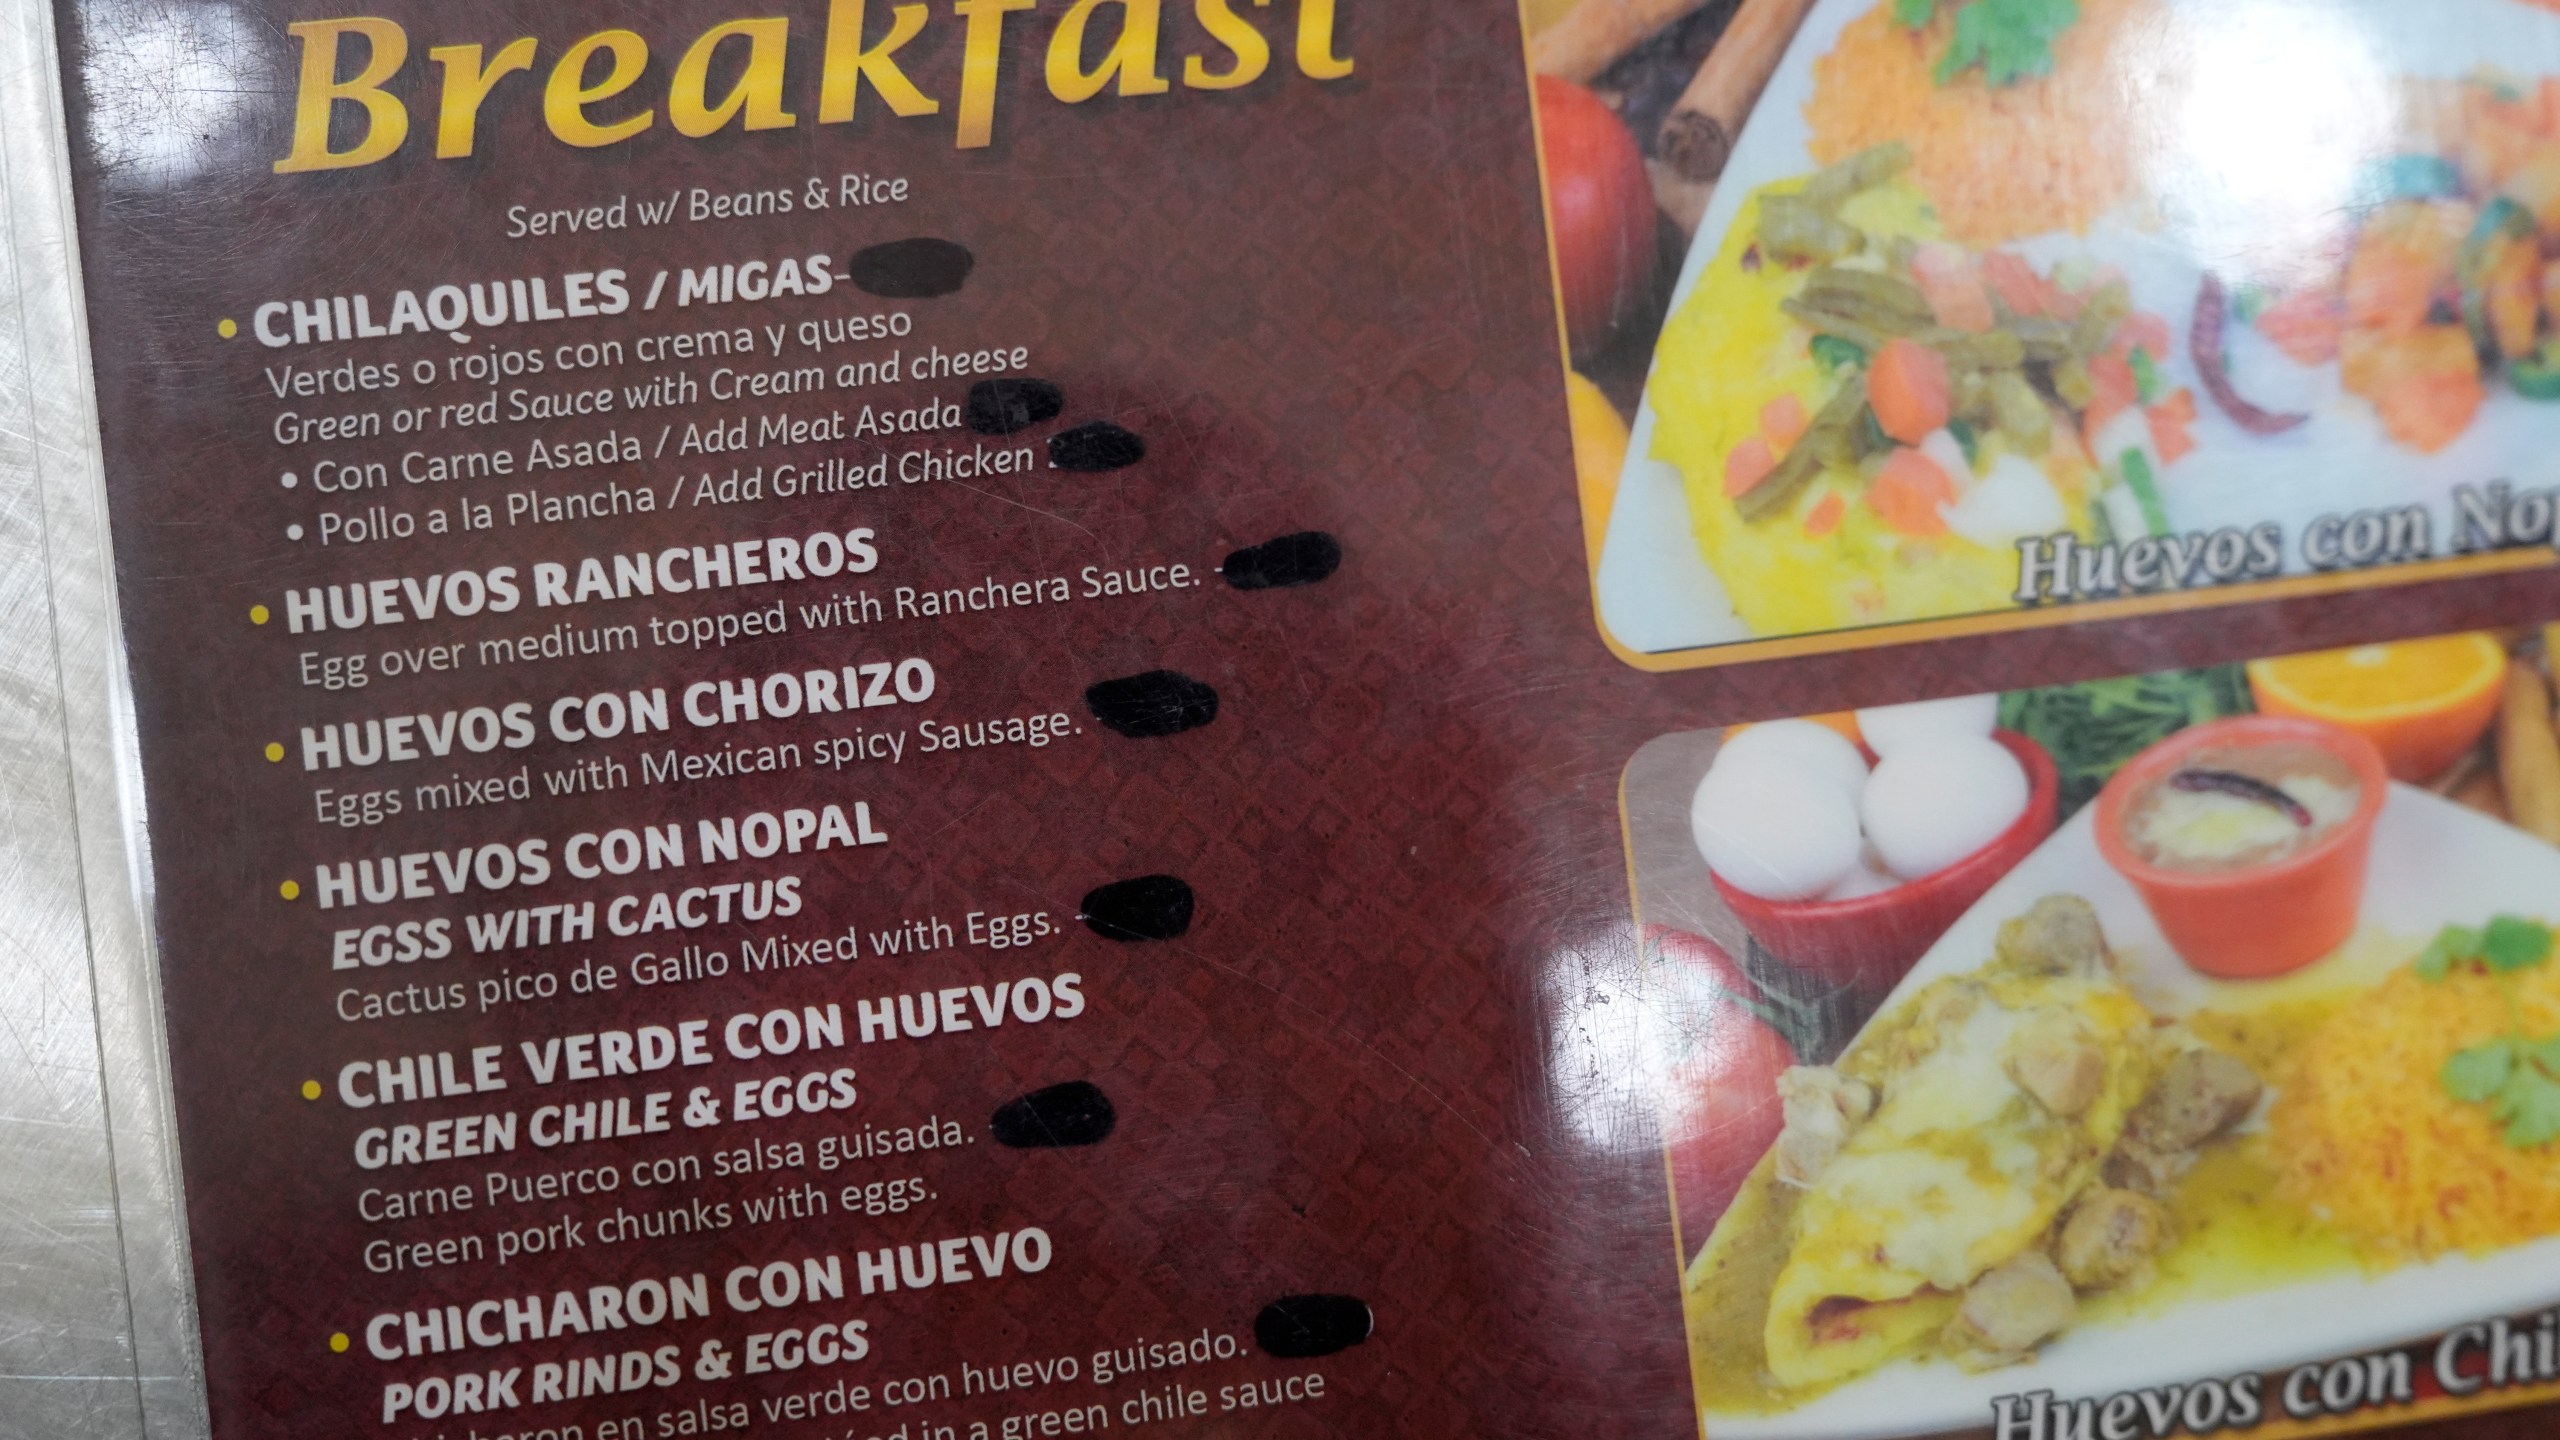 Breakfast
Served w/ Beans & Rice
• CHILAQUILES / MIGAS-
Verdes o rojos con crema y queso
Green or red Sauce with Cream and cheese
• Con Carne Asada / Add Meat Asada
• Pollo a la Plancha / Add Grilled Chicken
• HUEVOS RANCHEROS
Egg over medium topped with Ranchera Sauce. -
• HUEVOS CON CHORIZO
Eggs mixed with Mexican spicy Sausage.
• HUEVOS CON NOPAL
EGSS WITH CACTUS
Cactus pico de Gallo Mixed with Eggs. -
• CHILE VERDE CON HUEVOS
GREEN CHILE & EGGS
Carne Puerco con salsa guisada.
Green pork chunks with eggs.
• CHICHARON CON HUEVO
PORK RINDS & EGGS
en salsa verde con huevo guisado.
in a green chile sauce
Huevos con
Huevos con